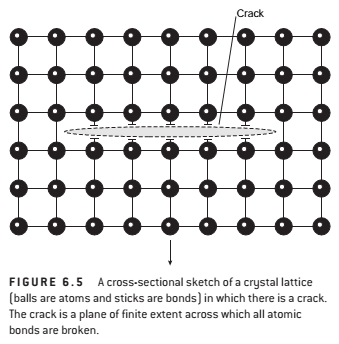 Crack
FIGURE 6.5 A cross-sectional sketch of a crystal lattice
(balls are atoms and sticks are bonds) in which there is a crack.
The crack is a plane of finite extent across which all atomic
bonds are broken.